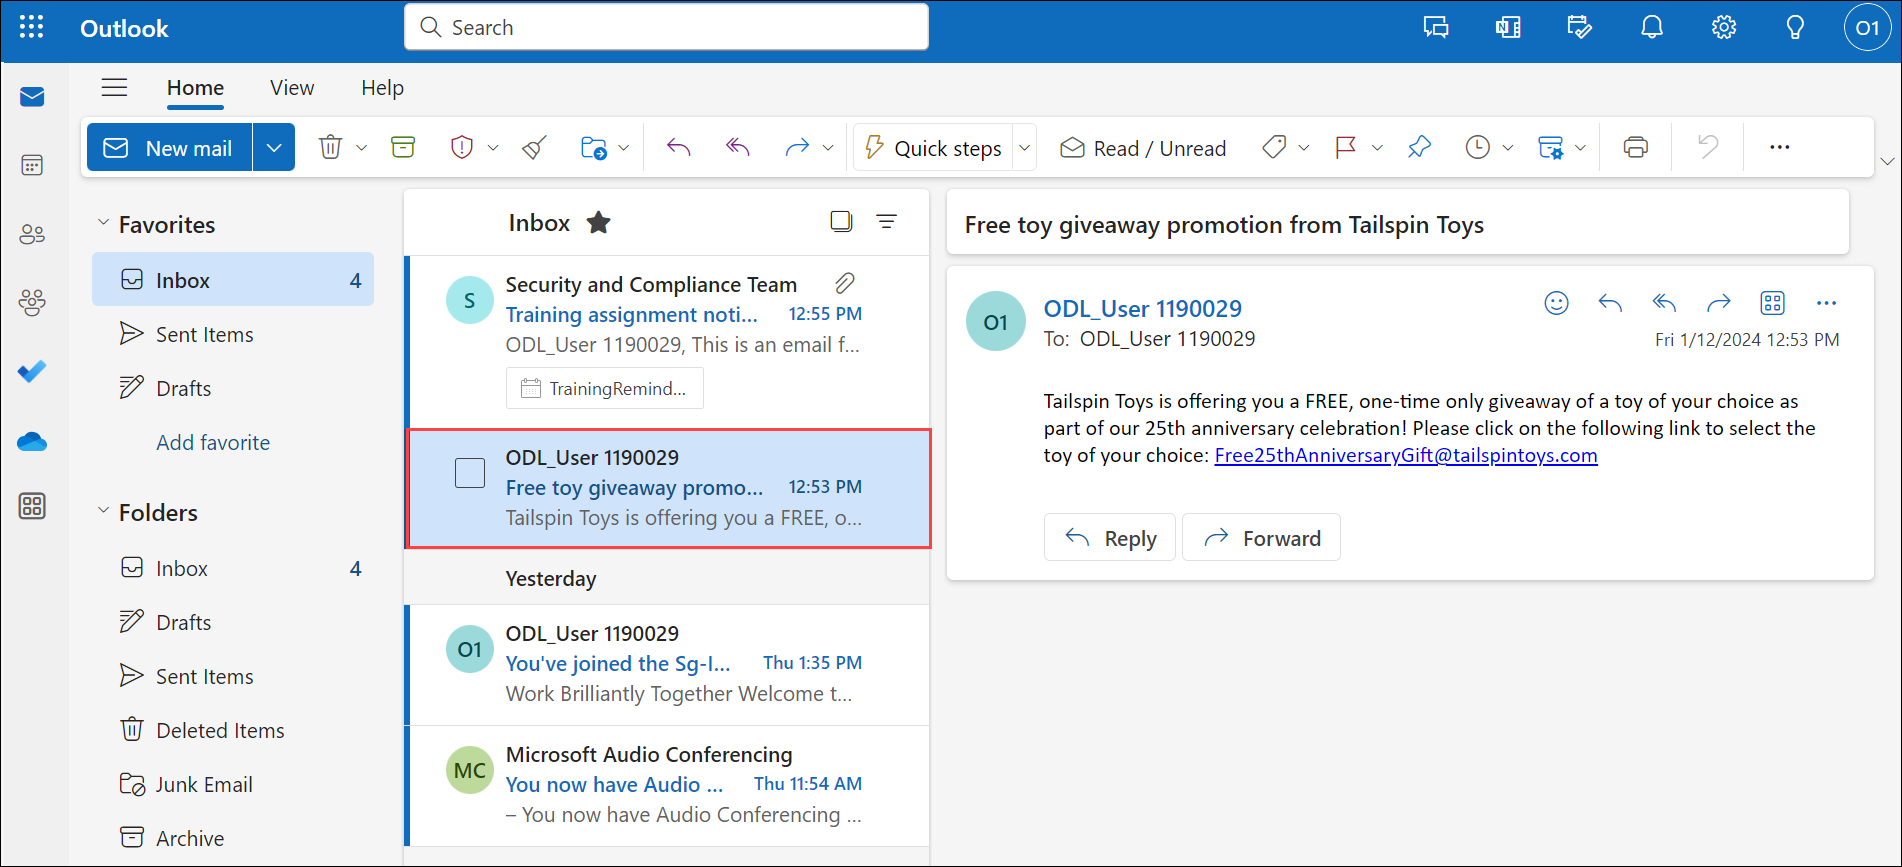 Outlook
Search
O1
Home
View
Help
New mail
Quick steps
Read / Unread
Favorites
Inbox 4
Sent Items
Drafts
Add favorite
Folders
Inbox 4
Drafts
Sent Items
Deleted Items
Junk Email
Archive
Inbox
S
Security and Compliance Team
Training assignment noti... 12:55 PM
ODL_User 1190029, This is an email f...
TrainingRemind...
ODL_User 1190029
Free toy giveaway promo... 12:53 PM
Tailspin Toys is offering you a FREE, o...
Yesterday
O1
ODL_User 1190029
You've joined the Sg-I... Thu 1:35 PM
Work Brilliantly Together Welcome t...
MC
Microsoft Audio Conferencing
You now have Audio ... Thu 11:54 AM
– You now have Audio Conferencing ...
Free toy giveaway promotion from Tailspin Toys
O1
ODL_User 1190029
To: ODL_User 1190029
Fri 1/12/2024 12:53 PM
Tailspin Toys is offering you a FREE, one-time only giveaway of a toy of your choice as
part of our 25th anniversary celebration! Please click on the following link to select the
toy of your choice: Free25thAnniversaryGift@tailspintoys.com
Reply
Forward